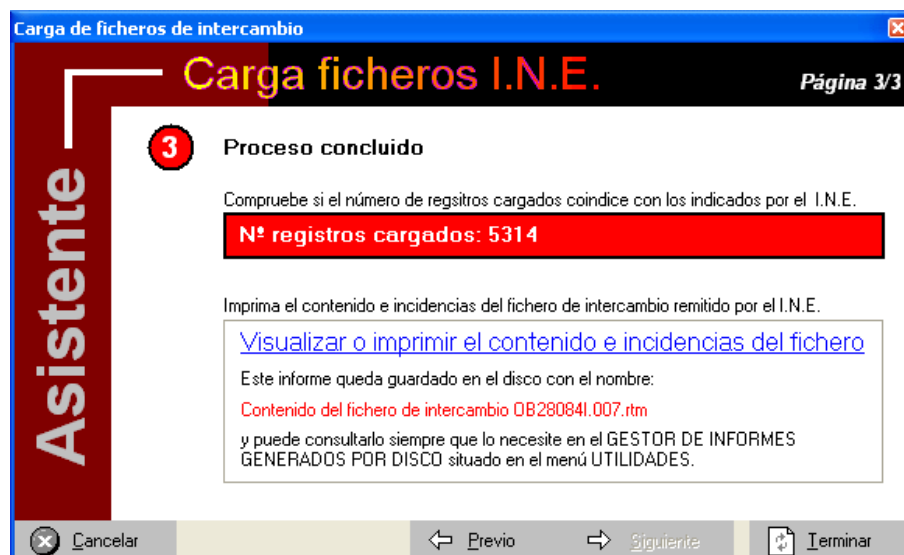 Carga de ficheros de intercambio
Carga ficheros I.N.E.
Página 3/3
Asistente
3
Proceso concluido
Compruebe si el número de regsitros cargados coindice con los indicados por el I.N.E.
Nº registros cargados: 5314
Imprima el contenido e incidencias del fichero de intercambio remitido por el I.N.E.
Visualizar o imprimir el contenido e incidencias del fichero
Este informe queda guardado en el disco con el nombre:
Contenido del fichero de intercambio OB28084I.007.rtm
y puede consultarlo siempre que lo necesite en el GESTOR DE INFORMES
GENERADOS POR DISCO situado en el menú UTILIDADES.
Cancelar
Previo
Siguiente
Terminar